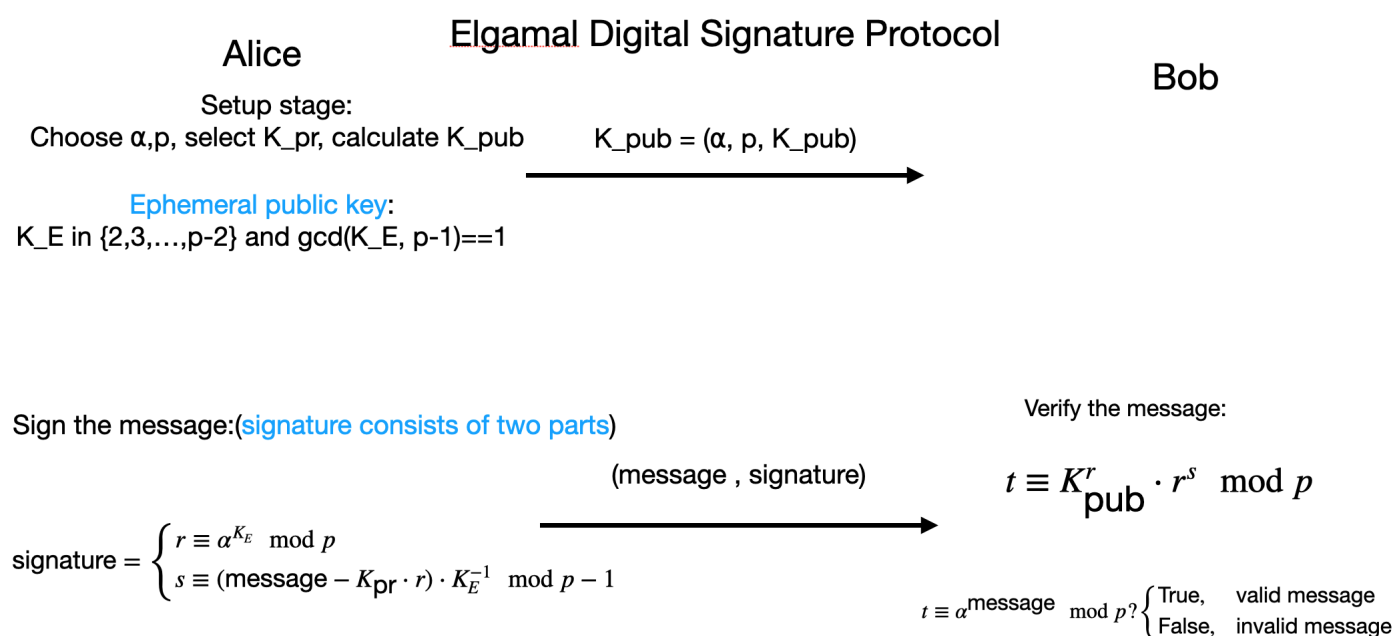 Elgamal Digital Signature Protocol
Alice
Bob
Setup stage:
Choose α,p, select K_pr, calculate K_pub
K_pub = (α, p, K_pub)
Ephemeral public key:
K_E in {2,3,…,p-2} and gcd(K_E, p-1)==1
Sign the message:(signature consists of two parts)
Verify the message:
(message , signature)
t ≡ K_pub^r · r^s mod p
signature = { r ≡ α^{K_E} mod p
s ≡ (message − K_pr · r) · K_E^{-1} mod p − 1
t ≡ α^message mod p? { True, valid message
False, invalid message